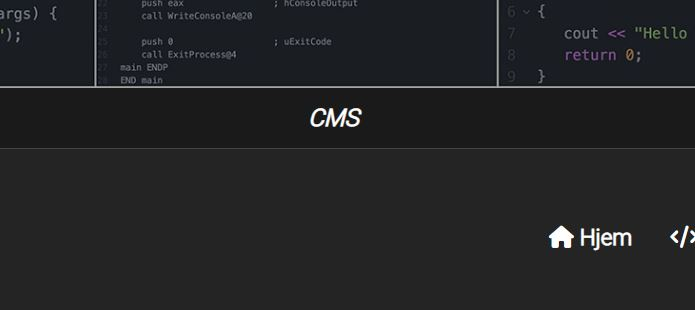 args) {
");
22 push eax ; hConsoleOutput
23 call WriteConsoleA@20
24
25 push 0 ; uExitCode
26 call ExitProcess@4
27 main ENDP
28 END main
6 {
7 cout << "Hello
8 return 0;
9 }
CMS
Hjem